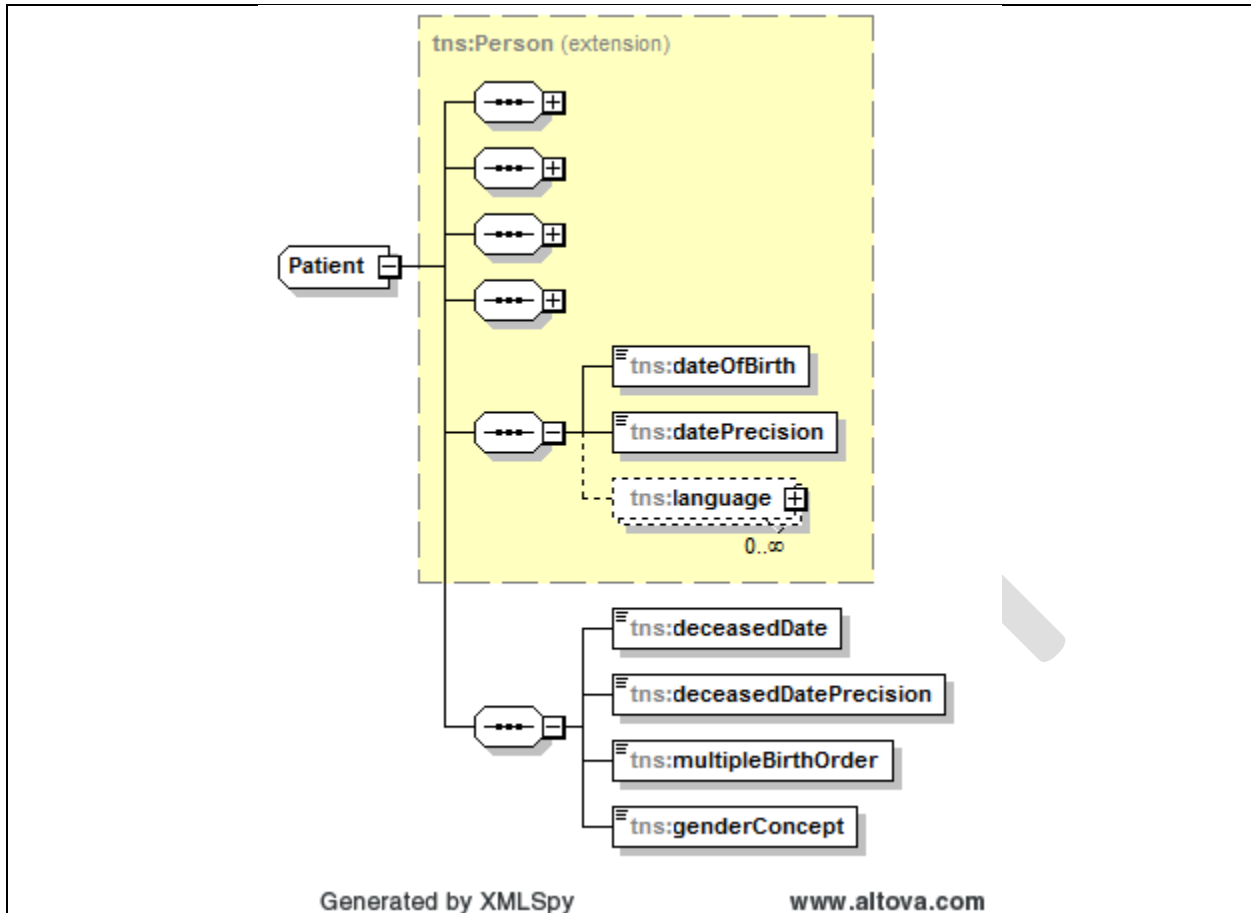 tns:Person (extension)
Patient
tns:dateOfBirth
tns:datePrecision
tns:language
0..∞
tns:deceasedDate
tns:deceasedDatePrecision
tns:multipleBirthOrder
tns:genderConcept
Generated by XMLSpy
www.altova.com